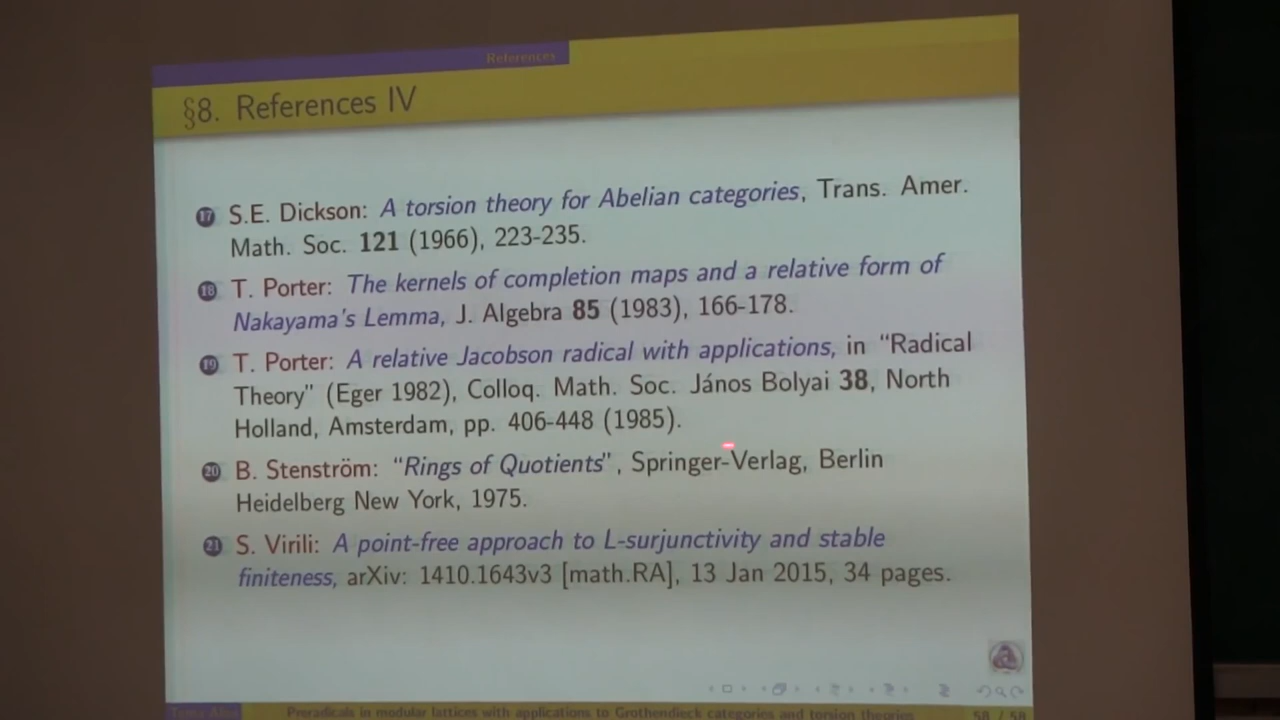 References
§8. References IV
17 S.E. Dickson: A torsion theory for Abelian categories, Trans. Amer.
Math. Soc. 121 (1966), 223-235.
18 T. Porter: The kernels of completion maps and a relative form of
Nakayama's Lemma, J. Algebra 85 (1983), 166-178.
19 T. Porter: A relative Jacobson radical with applications, in "Radical
Theory" (Eger 1982), Colloq. Math. Soc. János Bolyai 38, North
Holland, Amsterdam, pp. 406-448 (1985).
20 B. Stenström: "Rings of Quotients", Springer-Verlag, Berlin
Heidelberg New York, 1975.
21 S. Virili: A point-free approach to L-surjunctivity and stable
finiteness, arXiv: 1410.1643v3 [math.RA], 13 Jan 2015, 34 pages.
Preradicals in modular lattices with applications to Grothendieck categories and torsion theories 58 / 58